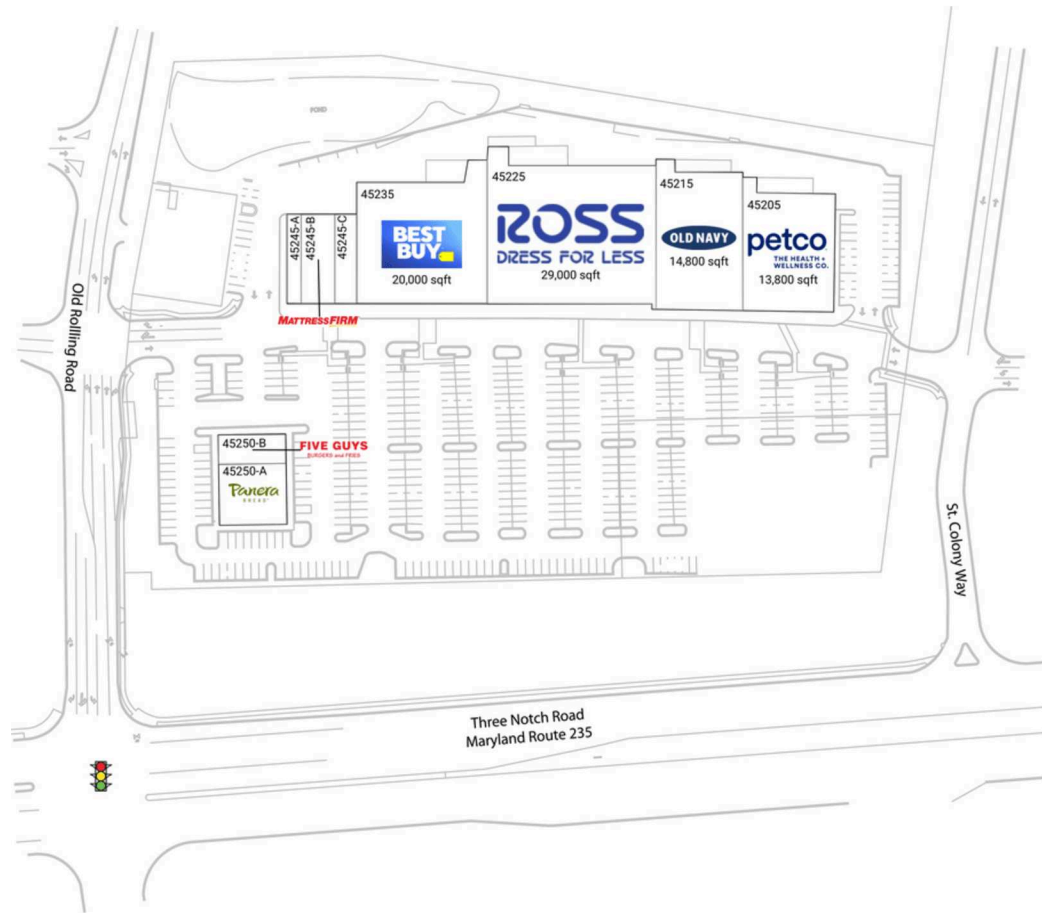 POND
45225
45215
45235
45205
45245-A
45245-B
45245-C
BEST
BUY
20,000 sqft
ROSS
DRESS FOR LESS
29,000 sqft
OLD NAVY
14,800 sqft
petco
THE HEALTH +
WELLNESS CO.
13,800 sqft
MATTRESSFIRM
Old Rollling Road
45250-B
FIVE GUYS
BURGERS and FRIES
45250-A
Panera
BREAD
St. Colony Way
Three Notch Road
Maryland Route 235